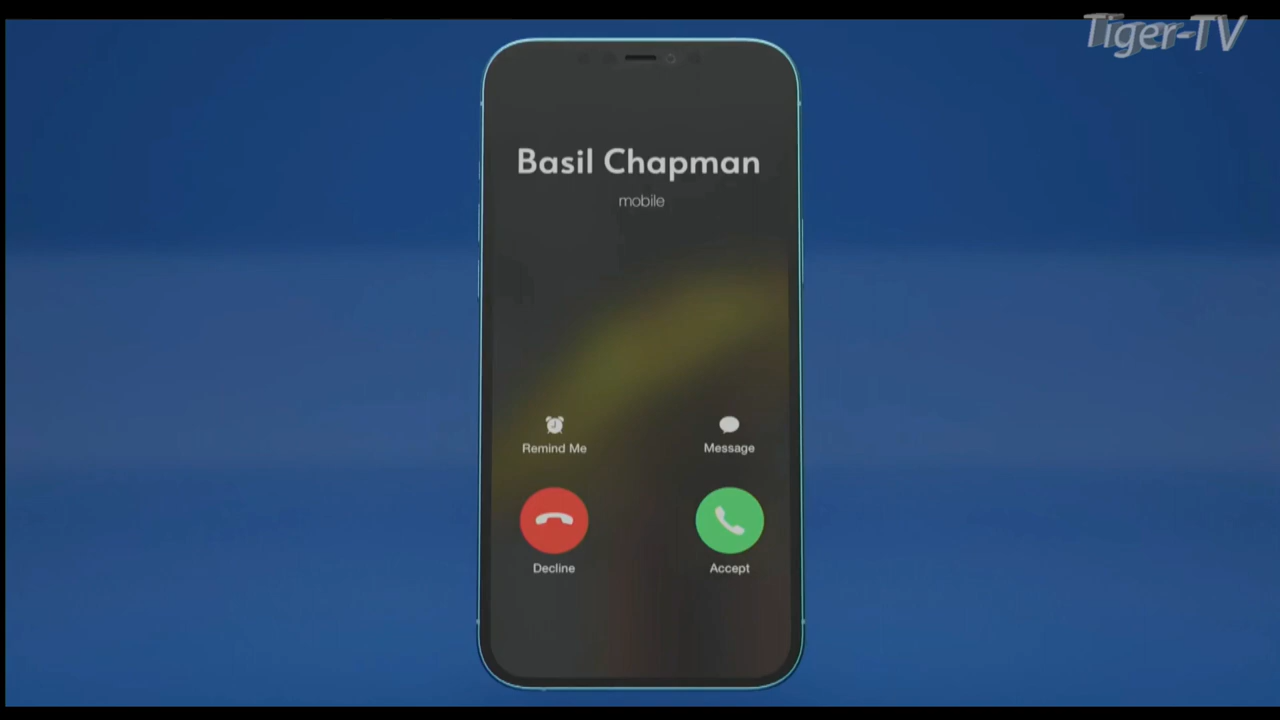 Tiger-TV
Basil Chapman
mobile
Remind Me
Message
Decline
Accept